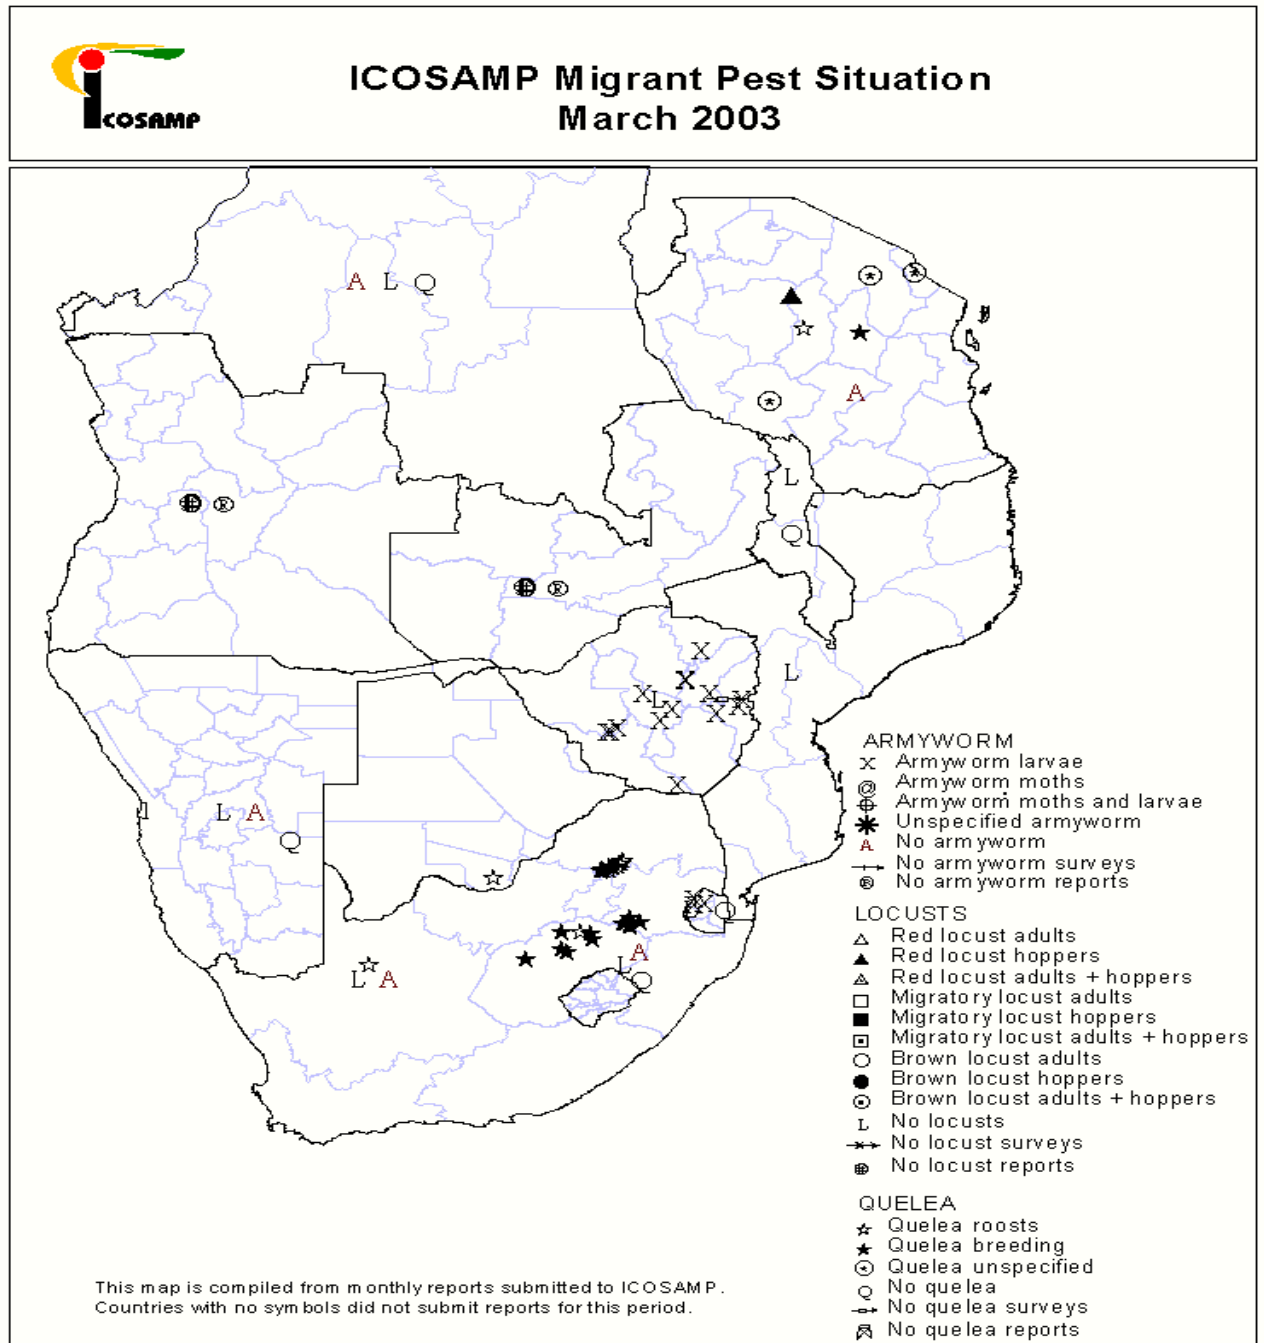 ICOSAMP
ICOSAMP Migrant Pest Situation
March 2003
A L Q
A
L
Q
L
X
X
X L X X X
X X X
X X
X
L A
Q
X X X
Q
A
L
Q
L A
ARMYWORM
X Armyworm larvae
@ Armyworm moths
Armyworm moths and larvae
Unspecified armyworm
A No armyworm
No armyworm surveys
® No armyworm reports
LOCUSTS
Red locust adults
Red locust hoppers
Red locust adults + hoppers
Migratory locust adults
Migratory locust hoppers
Migratory locust adults + hoppers
Brown locust adults
Brown locust hoppers
Brown locust adults + hoppers
L No locusts
No locust surveys
No locust reports
QUELEA
Quelea roosts
Quelea breeding
Quelea unspecified
Q No quelea
No quelea surveys
No quelea reports
This map is compiled from monthly reports submitted to ICOSAMP.
Countries with no symbols did not submit reports for this period.